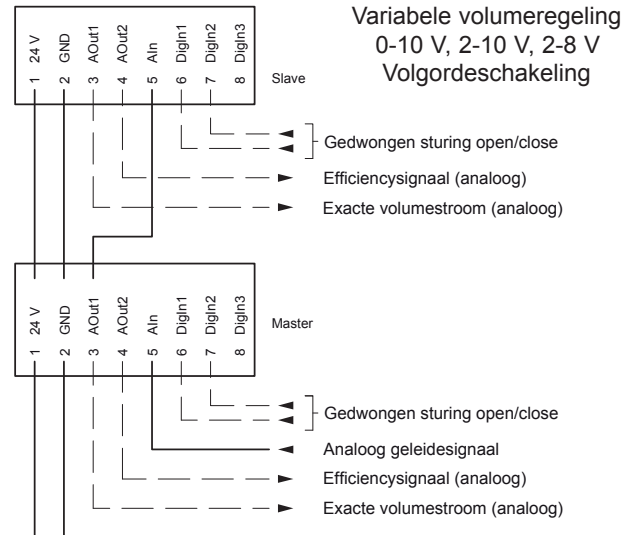 Variabele volumeregeling
0-10 V, 2-10 V, 2-8 V
Volgordeschakeling
1 24 V
2 GND
3 AOut1
4 AOut2
5 AIn
6 DigIn1
7 DigIn2
8 DigIn3
Slave
Gedwongen sturing open/close
Efficiencysignaal (analoog)
Exacte volumestroom (analoog)
1 24 V
2 GND
3 AOut1
4 AOut2
5 AIn
6 DigIn1
7 DigIn2
8 DigIn3
Master
Gedwongen sturing open/close
Analoog geleidesignaal
Efficiencysignaal (analoog)
Exacte volumestroom (analoog)